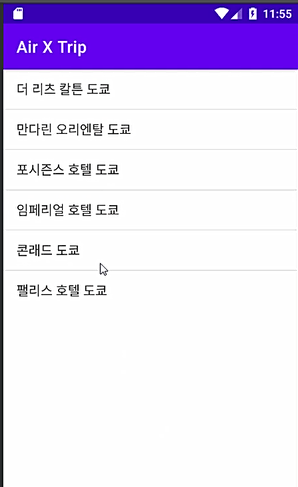 11:55
Air X Trip
더 리츠 칼튼 도쿄
만다린 오리엔탈 도쿄
포시즌스 호텔 도쿄
임페리얼 호텔 도쿄
콘래드 도쿄
팰리스 호텔 도쿄